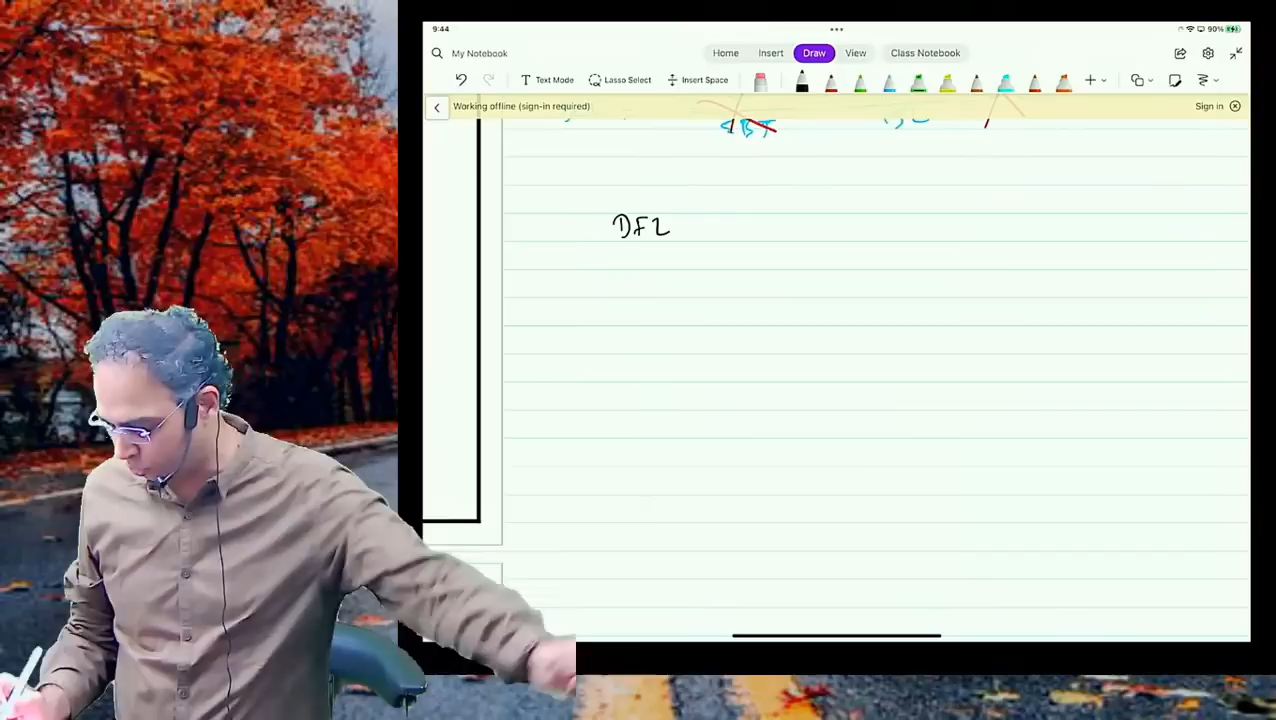 9:44
90%
My Notebook
Home Insert Draw View Class Notebook
Text Mode Lasso Select Insert Space
Working offline (sign-in required) Sign in
DFL